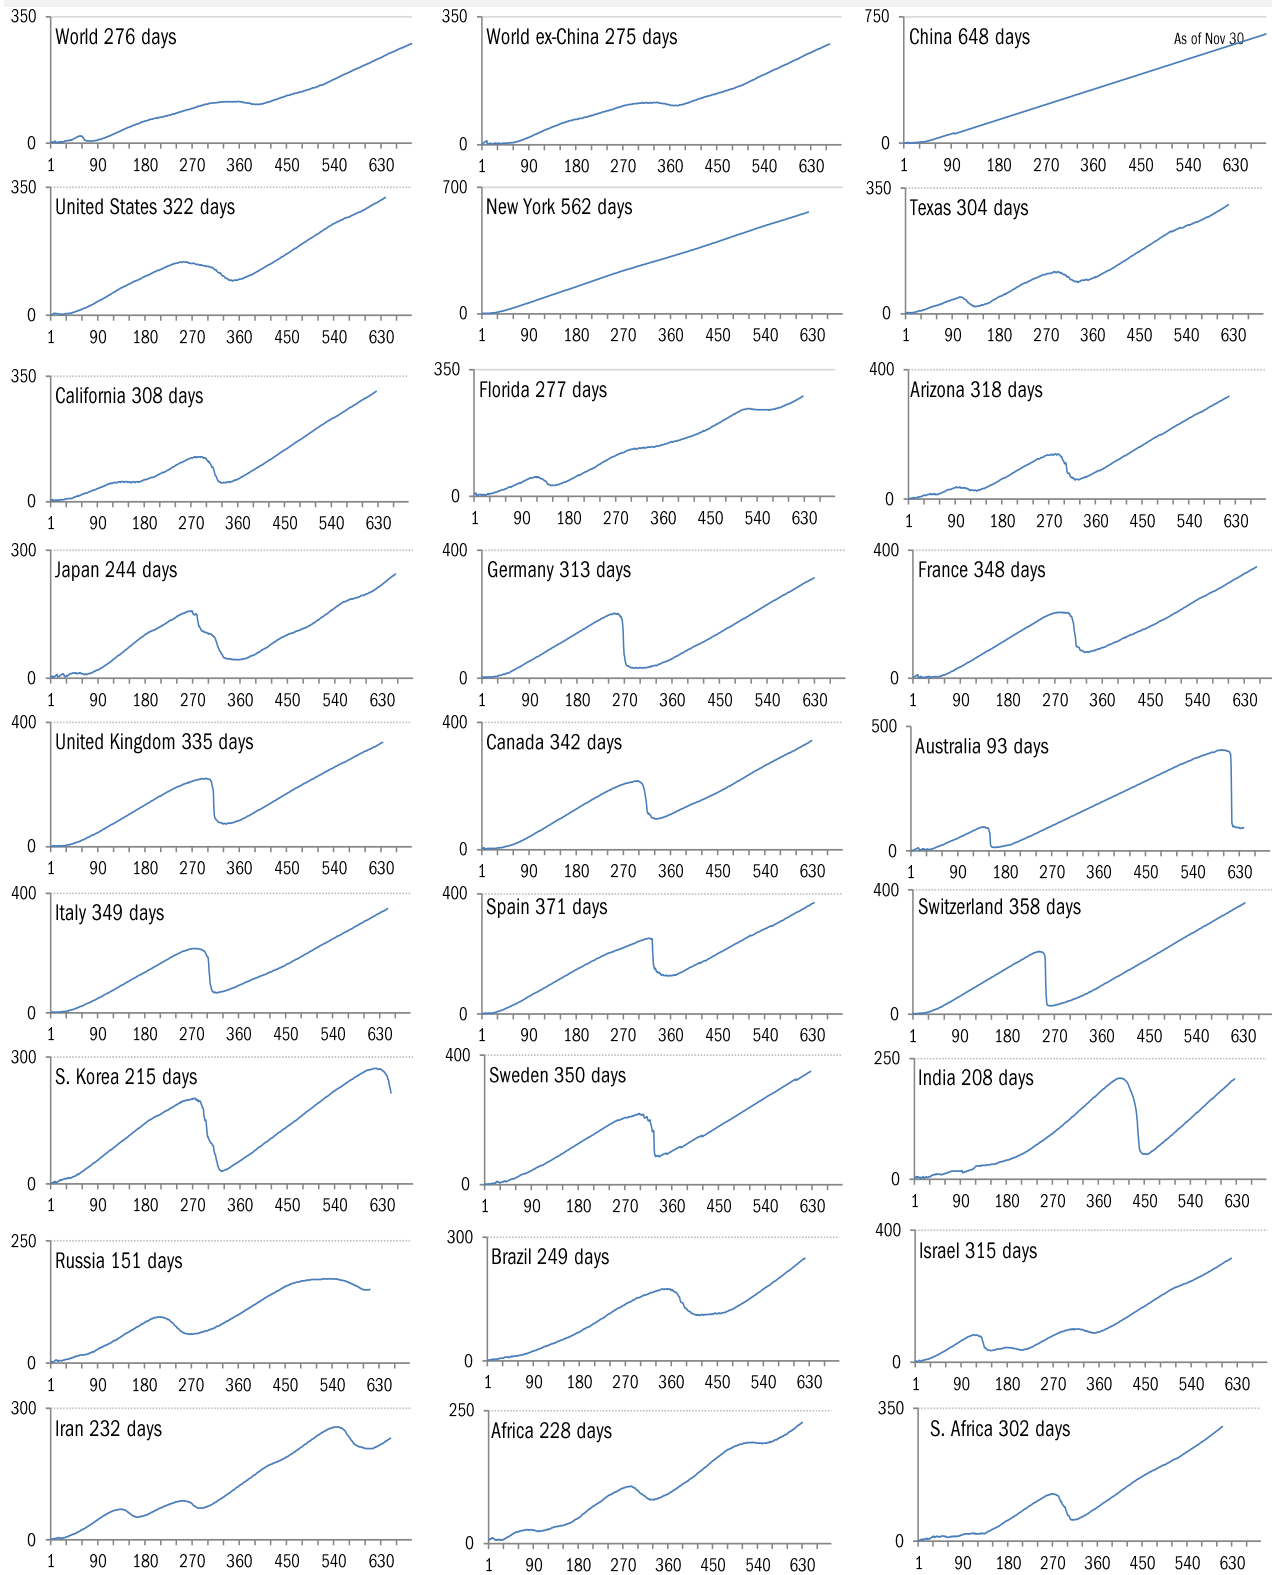 350
World 276 days
0
1 90 180 270 360 450 540 630
350
World ex-China 275 days
0
1 90 180 270 360 450 540 630
750
China 648 days
As of Nov 30
0
1 90 180 270 360 450 540 630
350
United States 322 days
0
1 90 180 270 360 450 540 630
700
New York 562 days
0
1 90 180 270 360 450 540 630
350
Texas 304 days
0
1 90 180 270 360 450 540 630
350
California 308 days
0
1 90 180 270 360 450 540 630
350
Florida 277 days
0
1 90 180 270 360 450 540 630
400
Arizona 318 days
0
1 90 180 270 360 450 540 630
300
Japan 244 days
0
1 90 180 270 360 450 540 630
400
Germany 313 days
0
1 90 180 270 360 450 540 630
400
France 348 days
0
1 90 180 270 360 450 540 630
400
United Kingdom 335 days
0
1 90 180 270 360 450 540 630
400
Canada 342 days
0
1 90 180 270 360 450 540 630
500
Australia 93 days
0
1 90 180 270 360 450 540 630
400
Italy 349 days
0
1 90 180 270 360 450 540 630
400
Spain 371 days
0
1 90 180 270 360 450 540 630
400
Switzerland 358 days
0
1 90 180 270 360 450 540 630
300
S. Korea 215 days
0
1 90 180 270 360 450 540 630
400
Sweden 350 days
0
1 90 180 270 360 450 540 630
250
India 208 days
0
1 90 180 270 360 450 540 630
250
Russia 151 days
0
1 90 180 270 360 450 540 630
300
Brazil 249 days
0
1 90 180 270 360 450 540 630
400
Israel 315 days
0
1 90 180 270 360 450 540 630
300
Iran 232 days
0
1 90 180 270 360 450 540 630
250
Africa 228 days
0
1 90 180 270 360 450 540 630
350
S. Africa 302 days
0
1 90 180 270 360 450 540 630